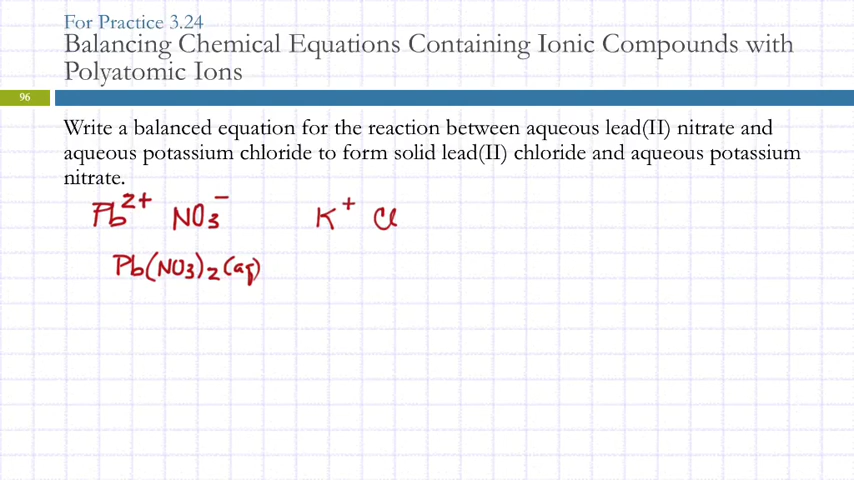 For Practice 3.24
Balancing Chemical Equations Containing Ionic Compounds with
Polyatomic Ions
96
Write a balanced equation for the reaction between aqueous lead(II) nitrate and
aqueous potassium chloride to form solid lead(II) chloride and aqueous potassium
nitrate.
Pb²⁺ NO₃⁻ K⁺ Cl
Pb(NO₃)₂(aq)